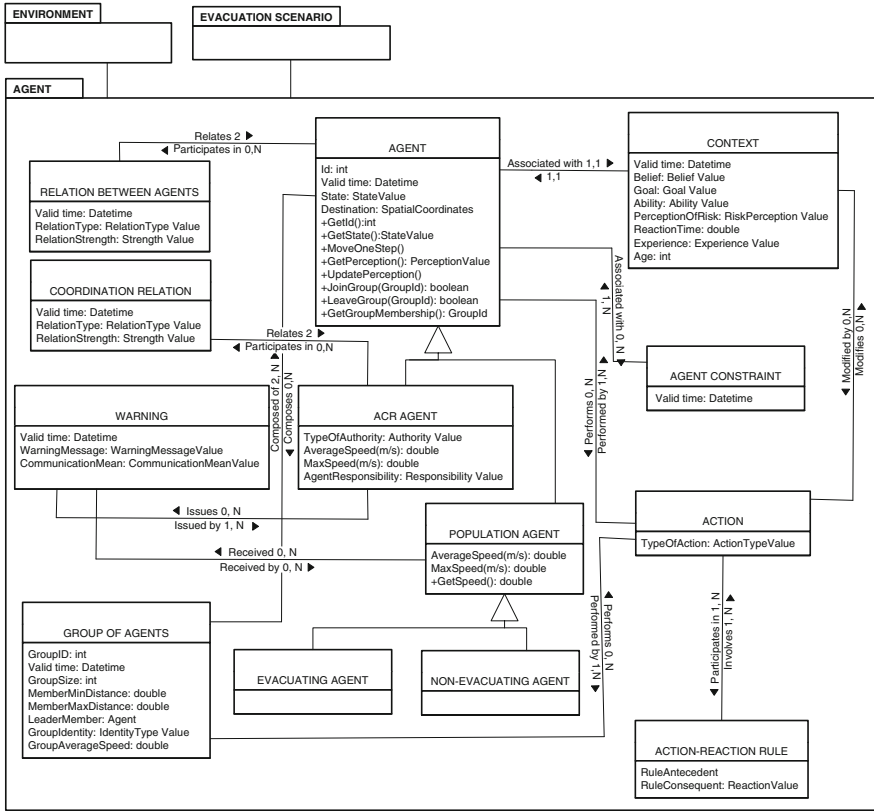 ENVIRONMENT
EVACUATION SCENARIO
AGENT
Relates 2 ▶
◀ Participates in 0,N
RELATION BETWEEN AGENTS
Valid time: Datetime
RelationType: RelationType Value
RelationStrength: Strength Value
AGENT
Id: int
Valid time: Datetime
State: StateValue
Destination: SpatialCoordinates
+GetId():int
+GetState():StateValue
+MoveOneStep()
+GetPerception(): PerceptionValue
+UpdatePerception()
+JoinGroup(GroupId): boolean
+LeaveGroup(GroupId): boolean
+GetGroupMembership(): GroupId
Associated with 1,1 ▶
◀ 1,1
CONTEXT
Valid time: Datetime
Belief: Belief Value
Goal: Goal Value
Ability: Ability Value
PerceptionOfRisk: RiskPerception Value
ReactionTime: double
Experience: Experience Value
Age: int
COORDINATION RELATION
Valid time: Datetime
RelationType: RelationType Value
RelationStrength: Strength Value
Relates 2 ▶
◀ Participates in 0,N
Associated with 0, N ▼
▲ 1, N
Modified by 0,N ▼
Modifies 0,N ▲
AGENT CONSTRAINT
Valid time: Datetime
Composed of 2, N ▲
Composes 0,N ▼
Performs 0, N ▼
Performed by 1,N ▲
WARNING
Valid time: Datetime
WarningMessage: WarningMessageValue
CommunicationMean: CommunicationMeanValue
ACR AGENT
TypeOfAuthority: Authority Value
AverageSpeed(m/s): double
MaxSpeed(m/s): double
AgentResponsibility: Responsibility Value
◀ Issues 0, N
Issued by 1, N ▶
◀ Received 0, N
Received by 0, N ▶
POPULATION AGENT
AverageSpeed(m/s): double
MaxSpeed(m/s): double
+GetSpeed(): double
ACTION
TypeOfAction: ActionTypeValue
Performed by 1,N ▼
Performs 0, N ▲
Participates in 1, N ▼
Involves 1, N ▲
GROUP OF AGENTS
GroupID: int
Valid time: Datetime
GroupSize: int
MemberMinDistance: double
MemberMaxDistance: double
LeaderMember: Agent
GroupIdentity: IdentityType Value
GroupAverageSpeed: double
EVACUATING AGENT
NON-EVACUATING AGENT
ACTION-REACTION RULE
RuleAntecedent
RuleConsequent: ReactionValue